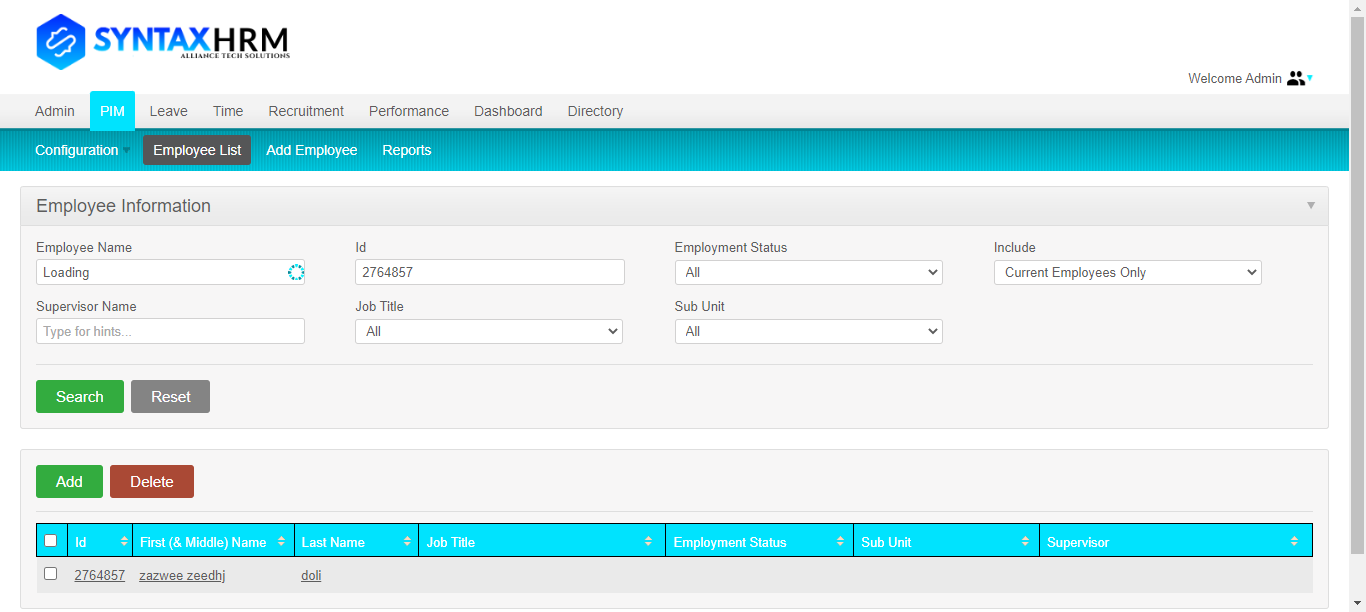 SYNTAXHRM
ALLIANCE TECH SOLUTIONS
Welcome Admin
Admin PIM Leave Time Recruitment Performance Dashboard Directory
Configuration Employee List Add Employee Reports
Employee Information
Employee Name Id Employment Status Include
Loading 2764857 All Current Employees Only
Supervisor Name Job Title Sub Unit
Type for hints... All All
Search Reset
Add Delete
Id First (& Middle) Name Last Name Job Title Employment Status Sub Unit Supervisor
2764857 zazwee zeedhj doli